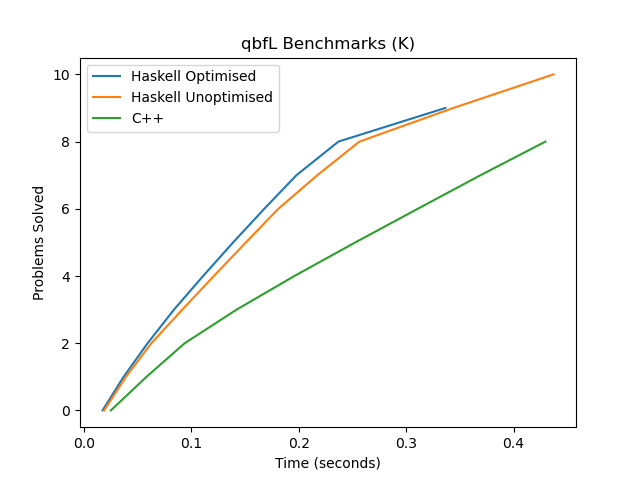 qbfL Benchmarks (K)
Haskell Optimised
Haskell Unoptimised
C++
Problems Solved
10
8
6
4
2
0
0.0 0.1 0.2 0.3 0.4
Time (seconds)